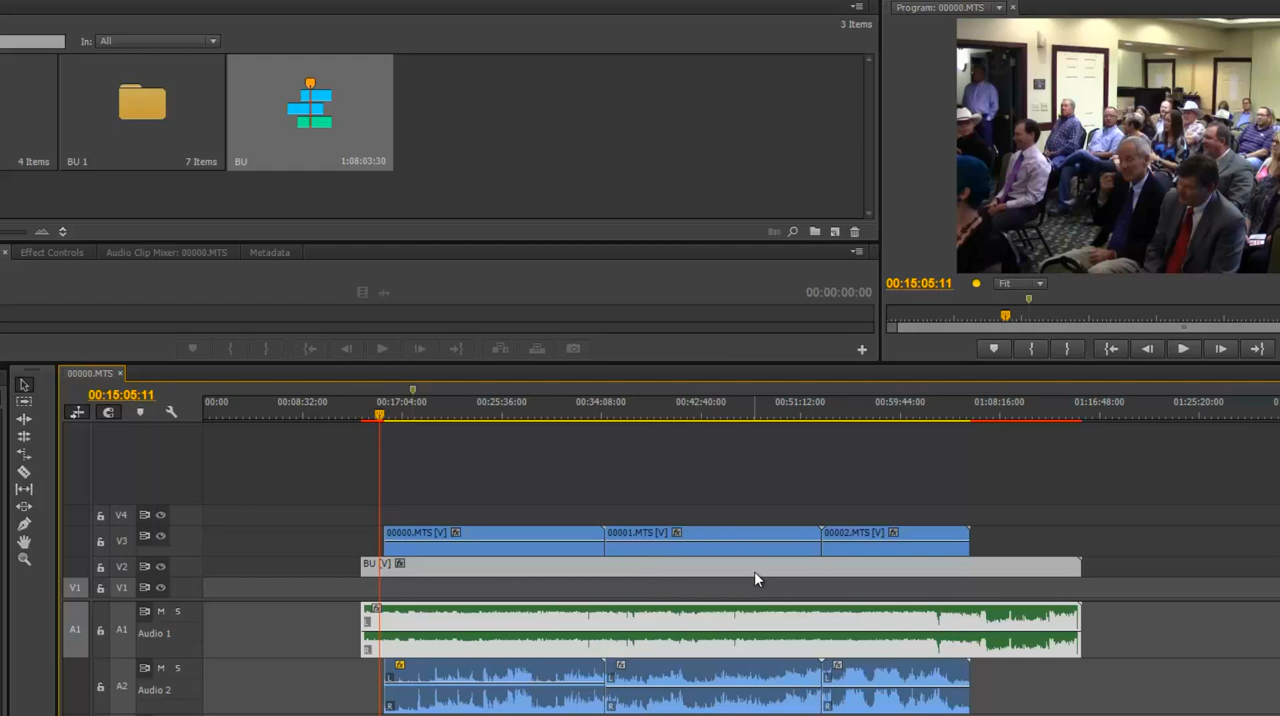 Program: 00000.MTS
3 Items
In: All
4 Items
BU 1 7 Items
BU 1:08:03:30
Effect Controls Audio Clip Mixer: 00000.MTS Metadata
00:00:00:00
00:15:05:11 Fit
00000.MTS
00:15:05:11
00:00 00:08:32:00 00:17:04:00 00:25:36:00 00:34:08:00 00:42:40:00 00:51:12:00 00:59:44:00 01:08:16:00 01:16:48:00 01:25:20:00
V4
V3 00000.MTS [V] fx 00001.MTS [V] fx 00002.MTS [V] fx
V2 BU [V] fx
V1 V1
A1 A1 M S
Audio 1
L
R
A2 M S
Audio 2
L L L
R R R